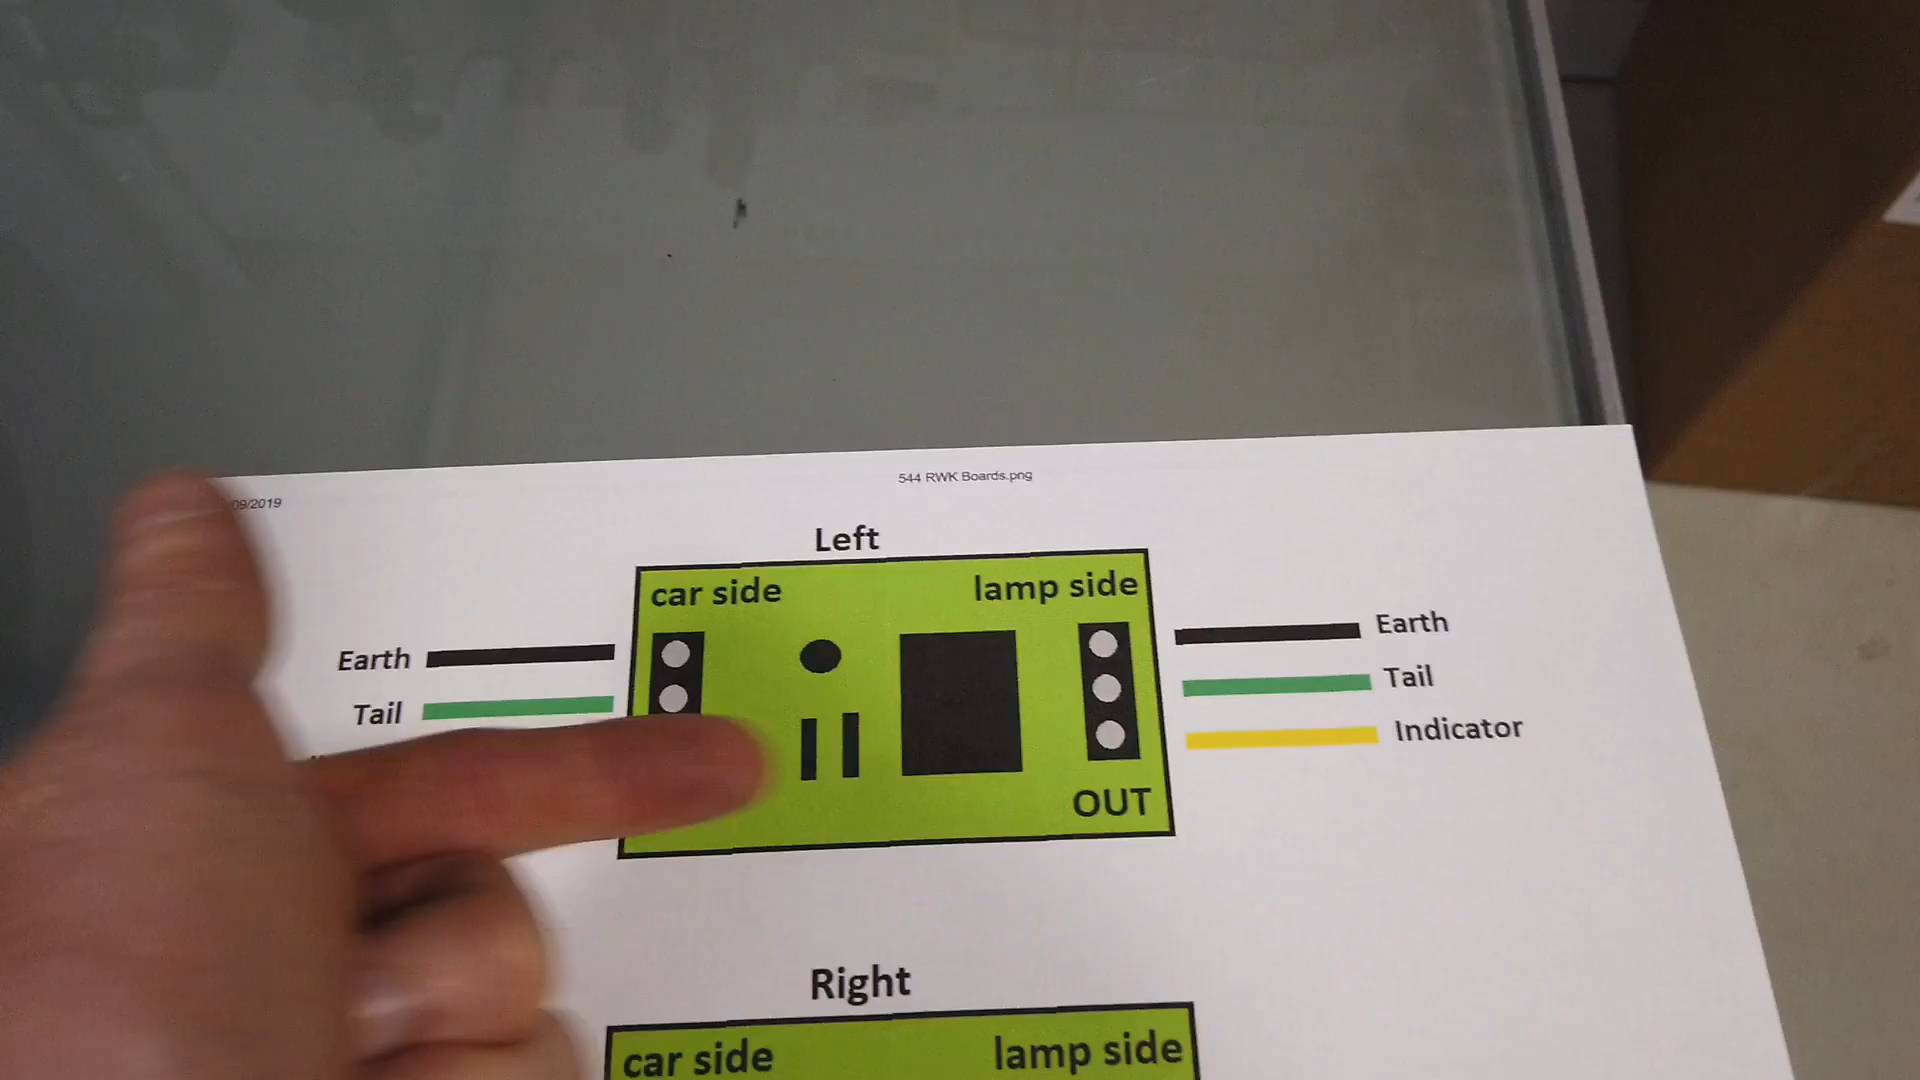 544 RWK Boards.png
09/2019
Left
car side
lamp side
Earth
Tail
Earth
Tail
Indicator
OUT
Right
car side
lamp side